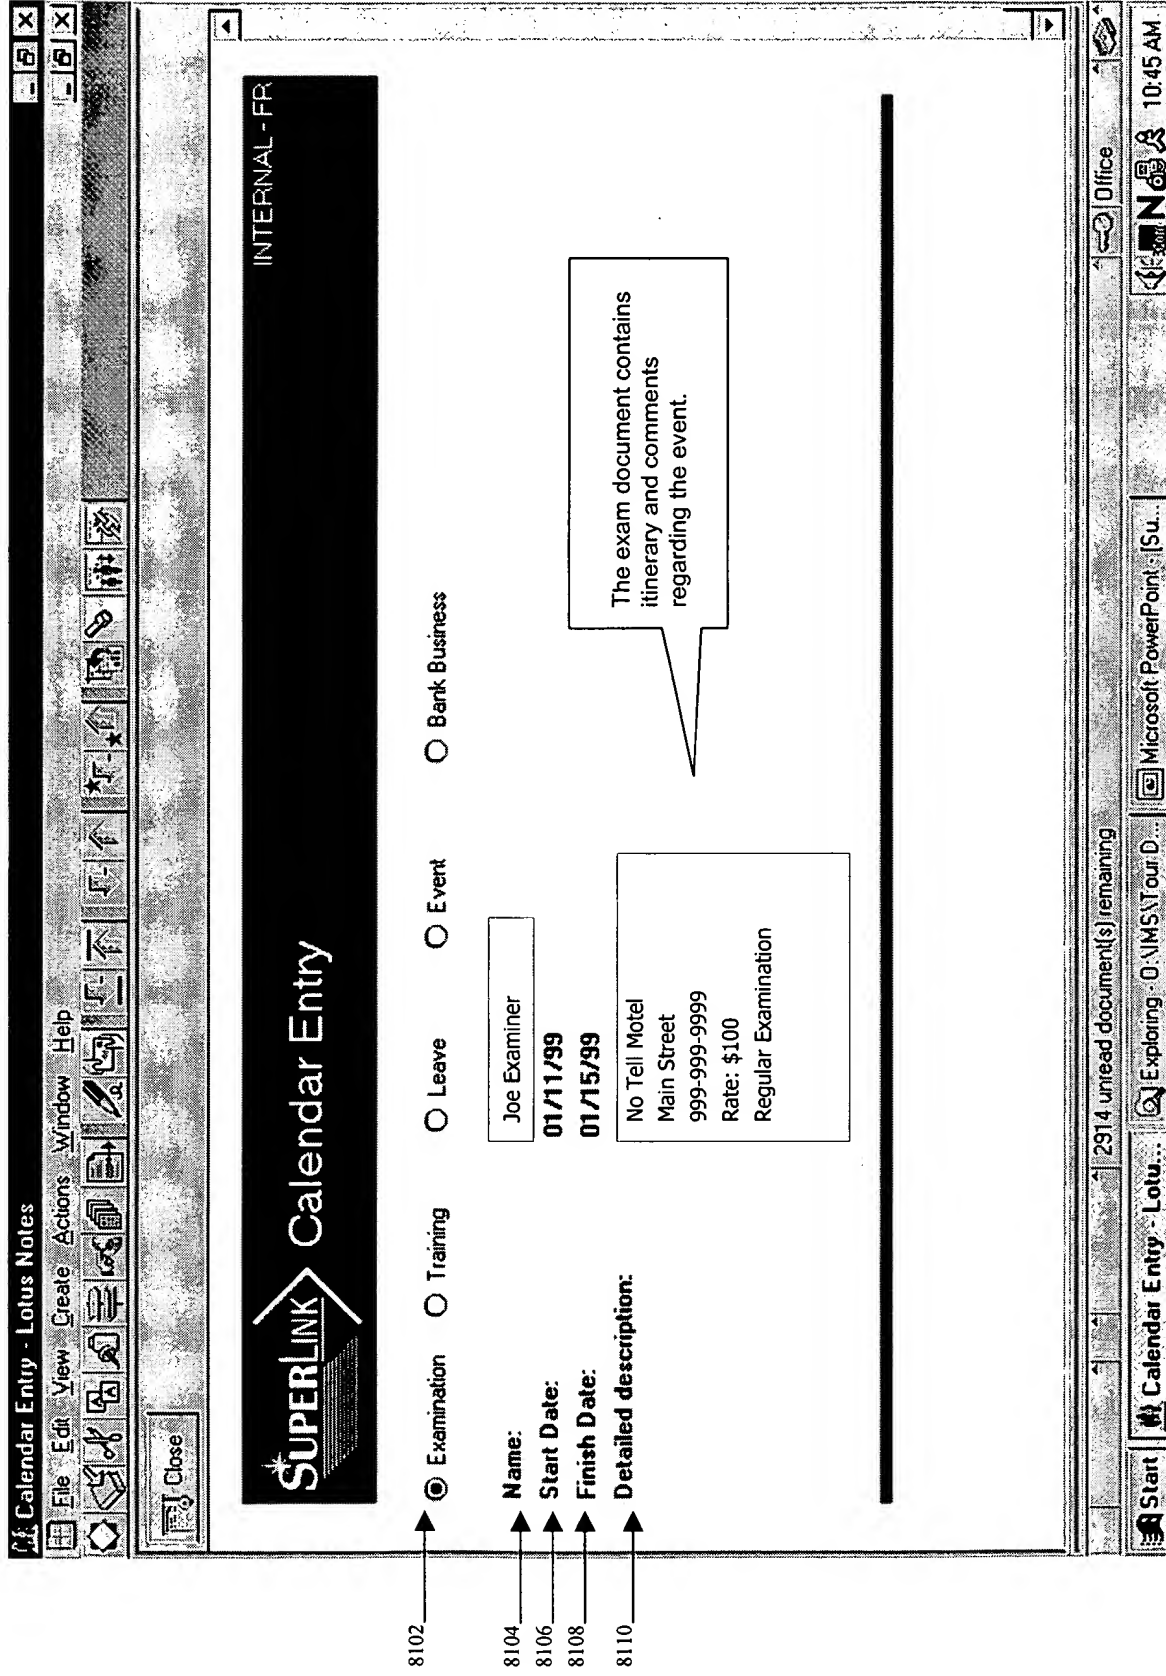 Calendar Entry - Lotus Notes
File Edit View Create Actions Window Help
Close
SUPERLINK Calendar Entry INTERNAL - FR
8102 Examination Training Leave Event Bank Business
8104 Name: Joe Examiner
8106 Start Date: 01/11/99
8108 Finish Date: 01/15/99
8110 Detailed description: No Tell Motel
Main Street
999-999-9999
Rate: $100
Regular Examination
The exam document contains
itinerary and comments
regarding the event.
2914 unread document(s) remaining Office
Start Calendar Entry - Lotu... Exploring - O:\IMS\Tour D... Microsoft PowerPoint - [Su... 10:45 AM